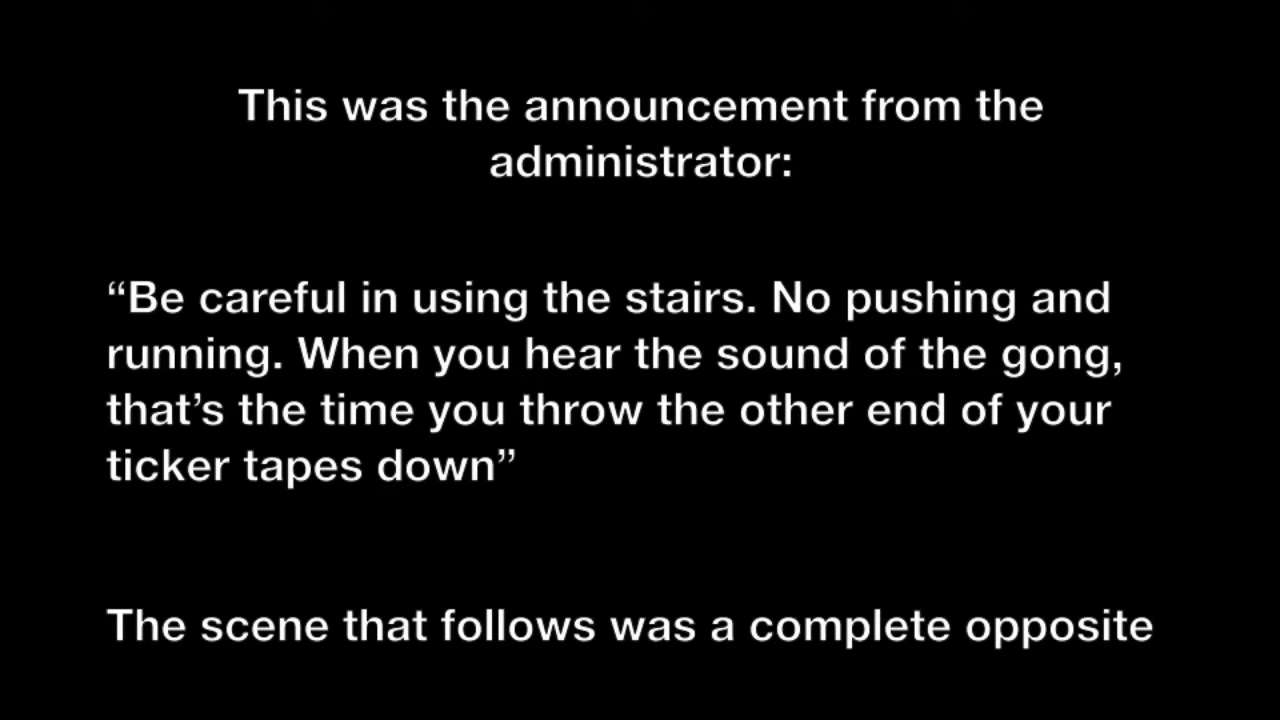 This was the announcement from the
administrator:
“Be careful in using the stairs. No pushing and
running. When you hear the sound of the gong,
that’s the time you throw the other end of your
ticker tapes down”
The scene that follows was a complete opposite